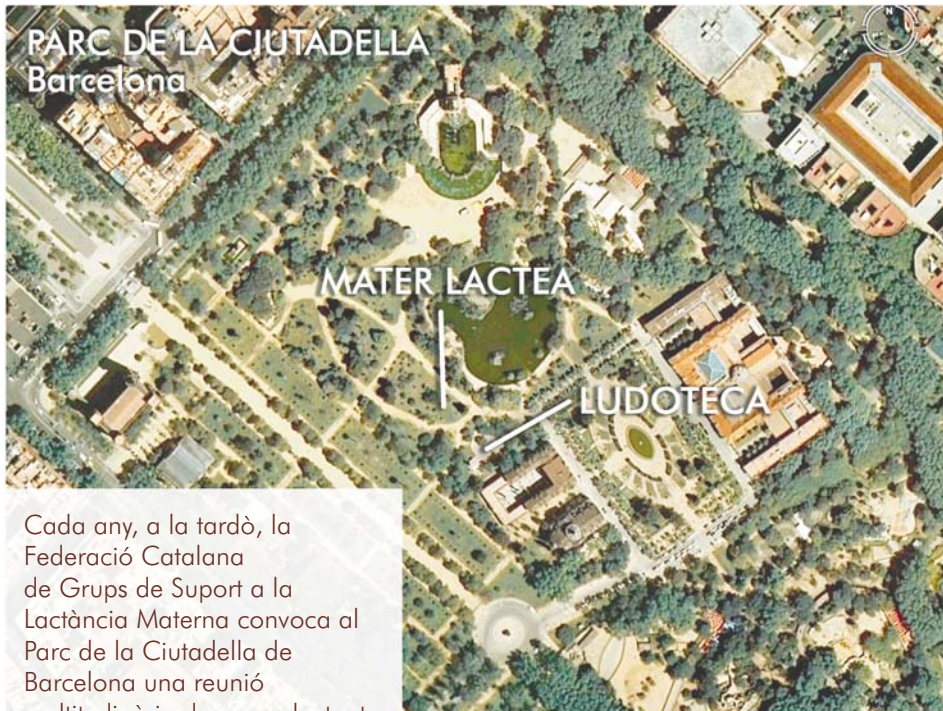 PARC DE LA CIUTADELLA
Barcelona
MATER LACTEA
LUDOTECA
Cada any, a la tardò, la
Federació Catalana
de Grups de Suport a la
Lactància Materna convoca al
Parc de la Ciutadella de
Barcelona una reunió